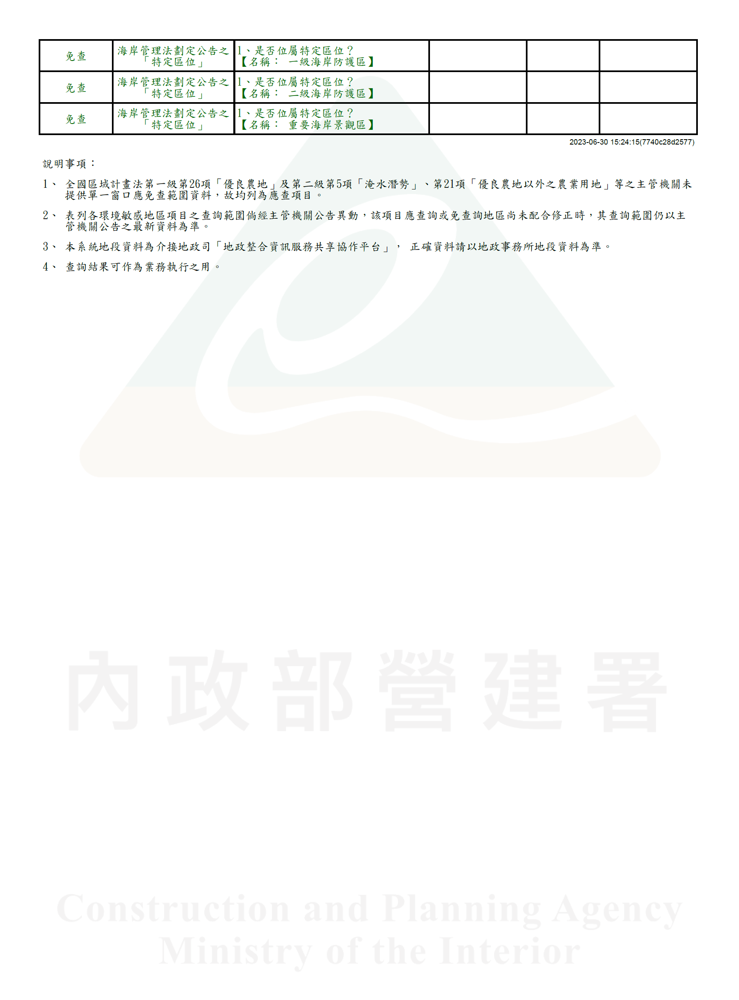 免查
海岸管理法劃定公告之
「特定區位」
1、是否位屬特定區位？
【名稱： 一級海岸防護區】
免查
海岸管理法劃定公告之
「特定區位」
1、是否位屬特定區位？
【名稱： 二級海岸防護區】
免查
海岸管理法劃定公告之
「特定區位」
1、是否位屬特定區位？
【名稱： 重要海岸景觀區】
2023-06-30 15:24:15(7740c28d2577)
說明事項：
1、 全國區域計畫法第一級第26項「優良農地」及第二級第5項「淹水潛勢」、第21項「優良農地以外之農業用地」等之主管機關未
提供單一窗口應免查範圍資料，故均列為應查項目。
2、 表列各環境敏感地區項目之查詢範圍倘經主管機關公告異動，該項目應查詢或免查詢地區尚未配合修正時，其查詢範圍仍以主
管機關公告之最新資料為準。
3、 本系統地段資料為介接地政司「地政整合資訊服務共享協作平台」， 正確資料請以地政事務所地段資料為準。
4、 查詢結果可作為業務執行之用。
內政部營建署
Construction and Planning Agency
Ministry of the Interior